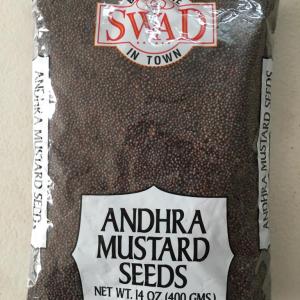 SWAD
IN TOWN
ANDHRA MUSTARD SEEDS
ANDHRA MUSTARD SEEDS
ANDHRA
MUSTARD
SEEDS
NET WT. 14 OZ (400 GMS.)